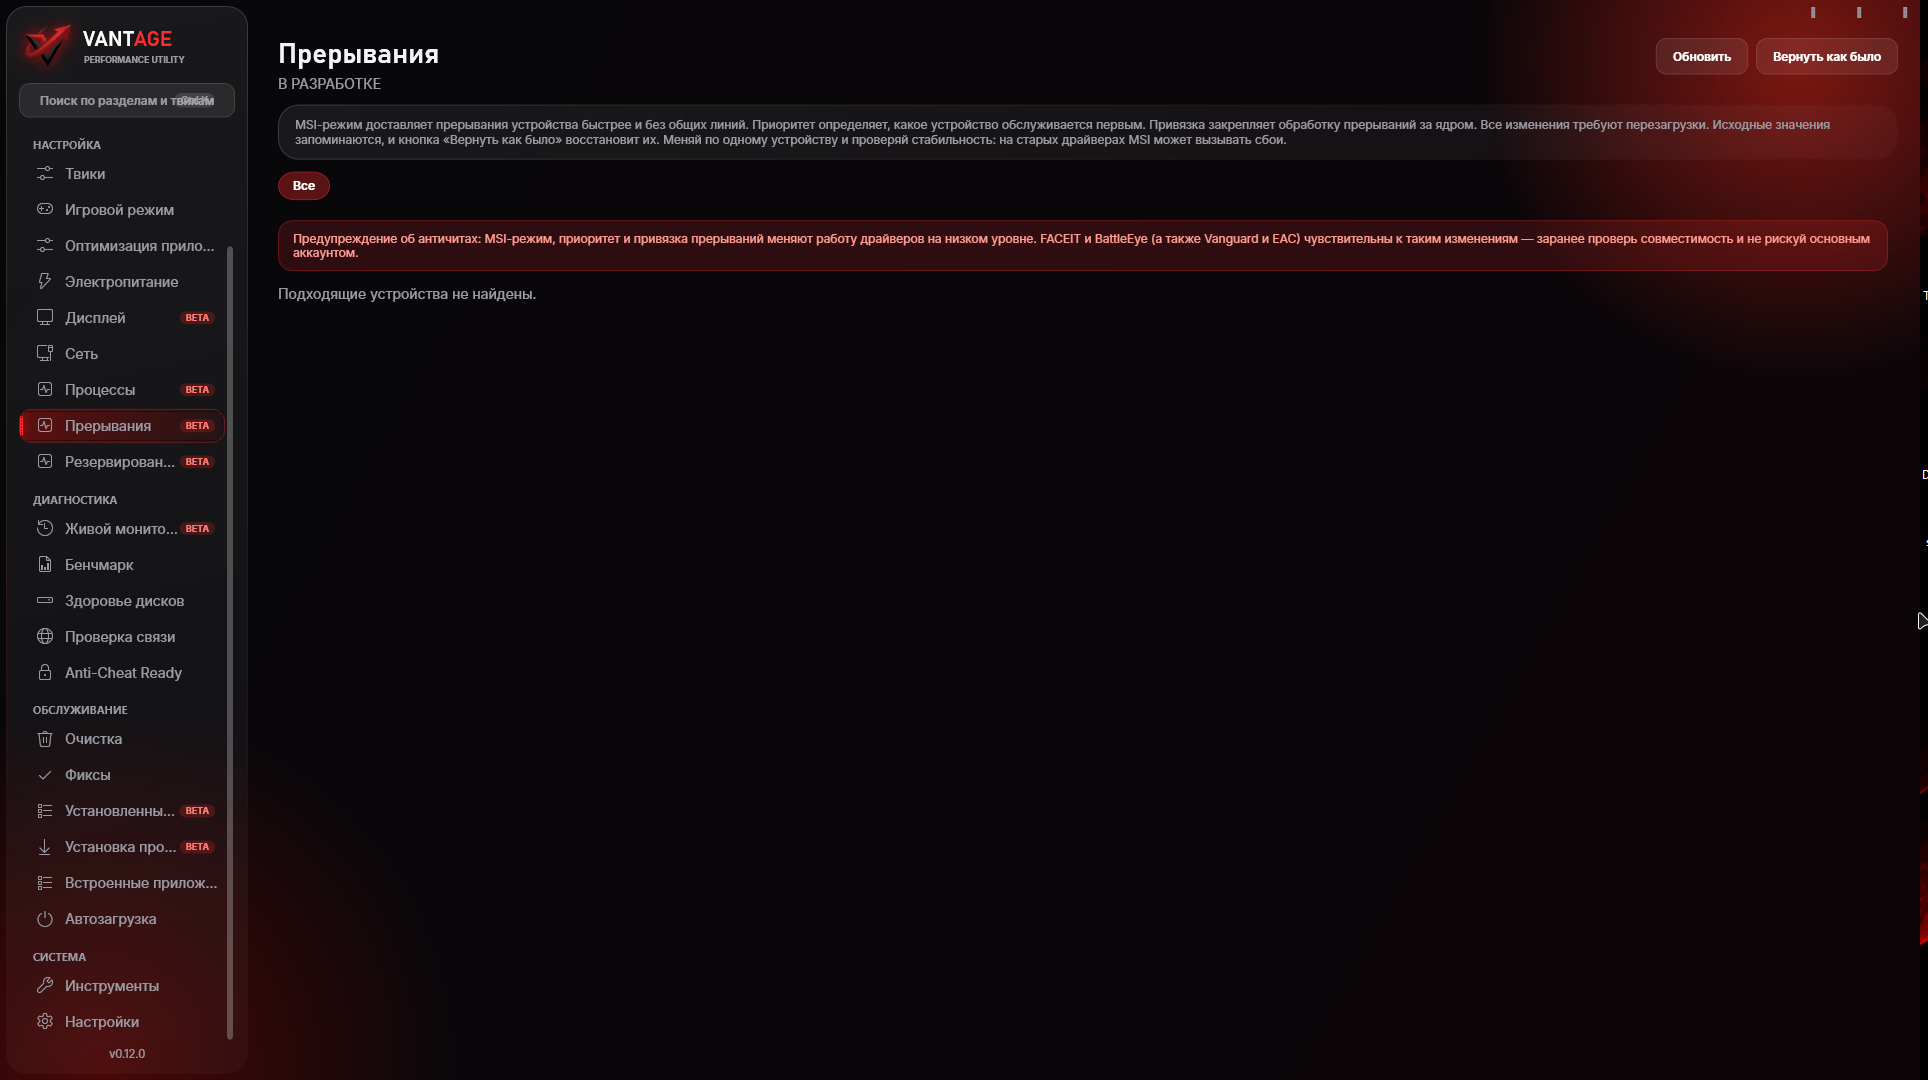 VANTAGE
PERFORMANCE UTILITY
Поиск по разделам и твикам
НАСТРОЙКА
Твики
Игровой режим
Оптимизация прило...
Электропитание
Дисплей BETA
Сеть
Процессы BETA
Прерывания BETA
Резервирован... BETA
ДИАГНОСТИКА
Живой монито... BETA
Бенчмарк
Здоровье дисков
Проверка связи
Anti-Cheat Ready
ОБСЛУЖИВАНИЕ
Очистка
Фиксы
Установленны... BETA
Установка про... BETA
Встроенные прилож...
Автозагрузка
СИСТЕМА
Инструменты
Настройки
v0.12.0
Прерывания
В РАЗРАБОТКЕ
Обновить
Вернуть как было
MSI-режим доставляет прерывания устройства быстрее и без общих линий. Приоритет определяет, какое устройство обслуживается первым. Привязка закрепляет обработку прерываний за ядром. Все изменения требуют перезагрузки. Исходные значения
запоминаются, и кнопка «Вернуть как было» восстановит их. Меняй по одному устройству и проверяй стабильность: на старых драйверах MSI может вызывать сбои.
Все
Предупреждение об античитах: MSI-режим, приоритет и привязка прерываний меняют работу драйверов на низком уровне. FACEIT и BattleEye (а также Vanguard и EAC) чувствительны к таким изменениям — заранее проверь совместимость и не рискуй основным
аккаунтом.
Подходящие устройства не найдены.